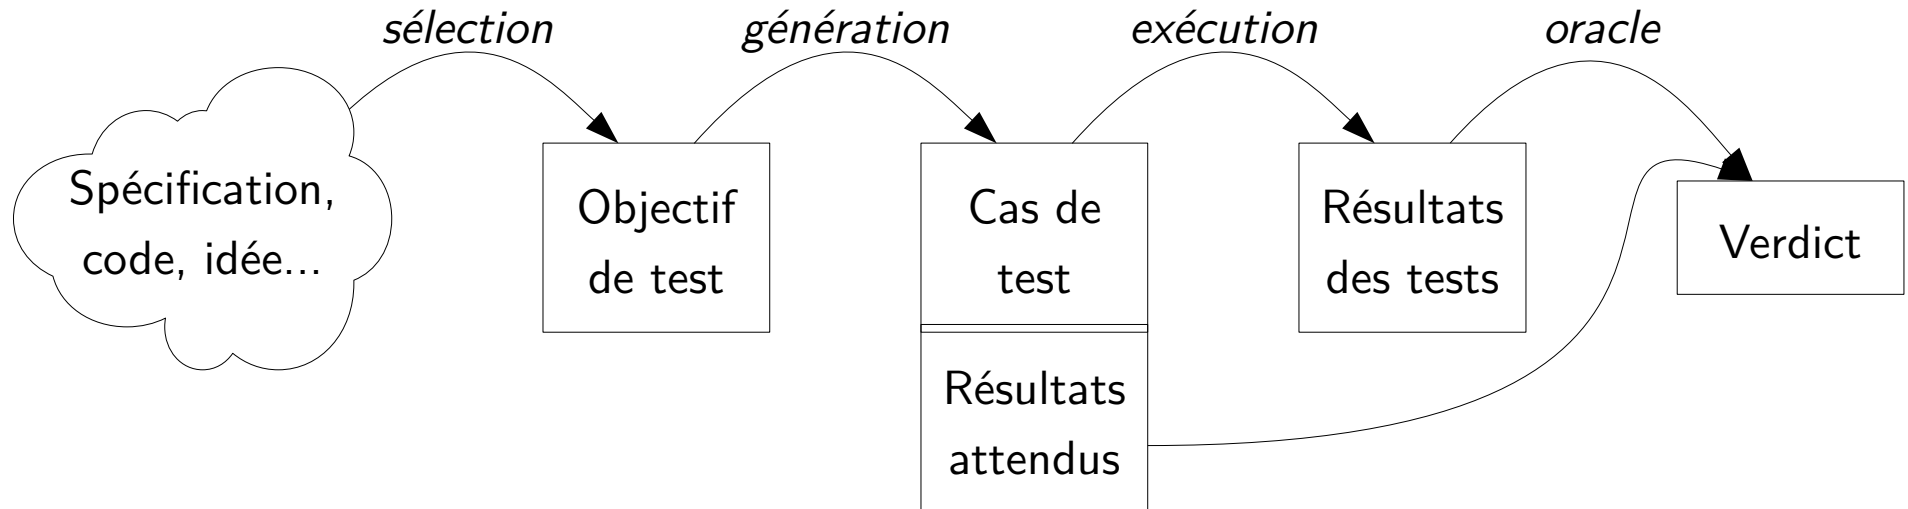 sélection
génération
exécution
oracle
Spécification,
code, idée...
Objectif
de test
Cas de
test
Résultats
attendus
Résultats
des tests
Verdict